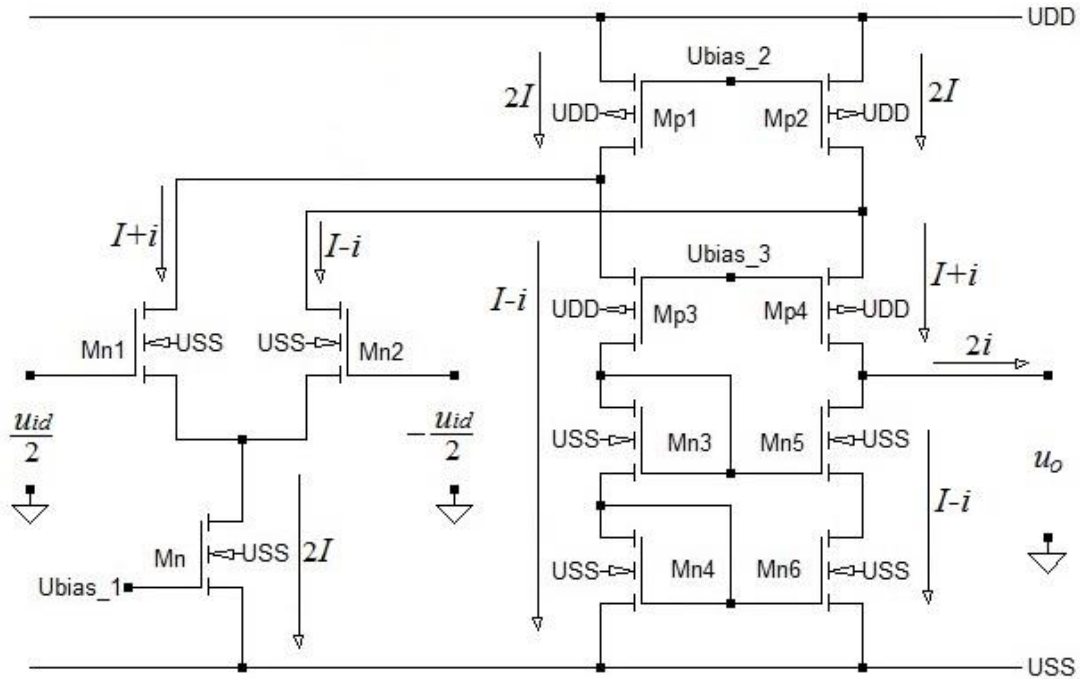 UDD
Ubias_2
2I
UDD
Mp1
Mp2
UDD
2I
I+i
I-i
Ubias_3
I-i
UDD
Mp3
Mp4
UDD
I+i
2i
Mn1
USS
USS
Mn2
uid/2
-uid/2
USS
Mn3
Mn5
USS
uo
I-i
Mn
USS
2I
Ubias_1
USS
Mn4
Mn6
USS
USS